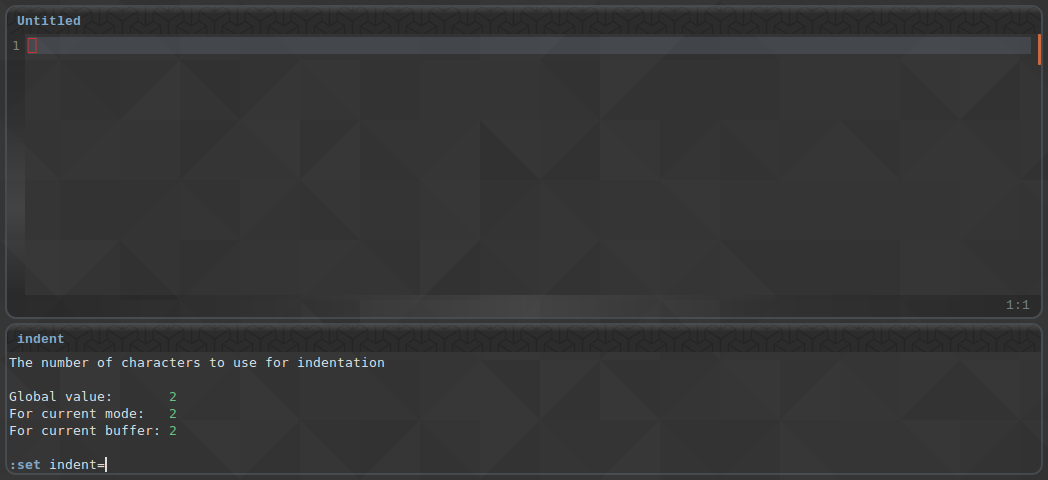 Untitled
1
1:1
indent
The number of characters to use for indentation
Global value: 2
For current mode: 2
For current buffer: 2
:set indent=